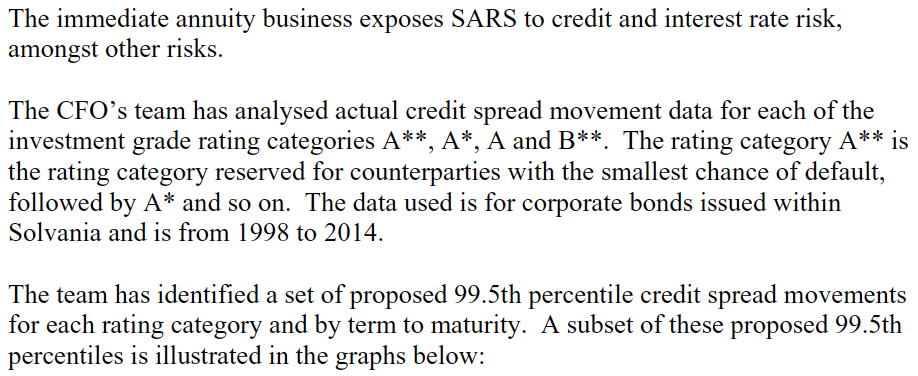 The immediate annuity business exposes SARS to credit and interest rate risk,
amongst other risks.
The CFO’s team has analysed actual credit spread movement data for each of the
investment grade rating categories A**, A*, A and B**.  The rating category A** is
the rating category reserved for counterparties with the smallest chance of default,
followed by A* and so on.  The data used is for corporate bonds issued within
Solvania and is from 1998 to 2014.
The team has identified a set of proposed 99.5th percentile credit spread movements
for each rating category and by term to maturity.  A subset of these proposed 99.5th
percentiles is illustrated in the graphs below: